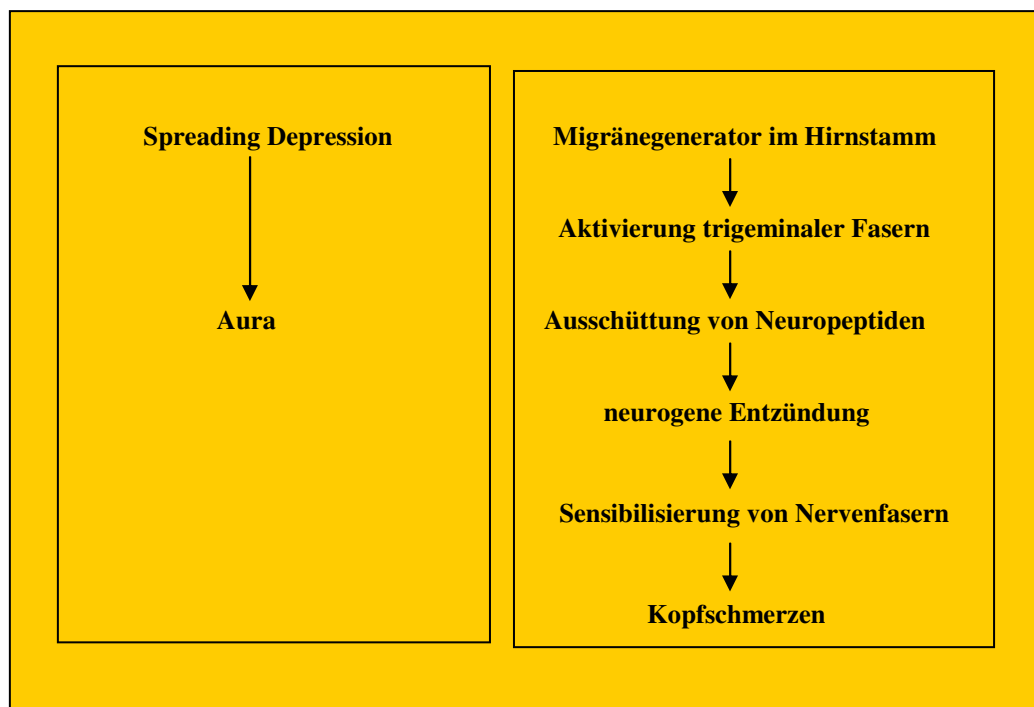 Spreading Depression
Aura
Migränegenerator im Hirnstamm
Aktivierung trigeminaler Fasern
Ausschüttung von Neuropeptiden
neurogene Entzündung
Sensibilisierung von Nervenfasern
Kopfschmerzen